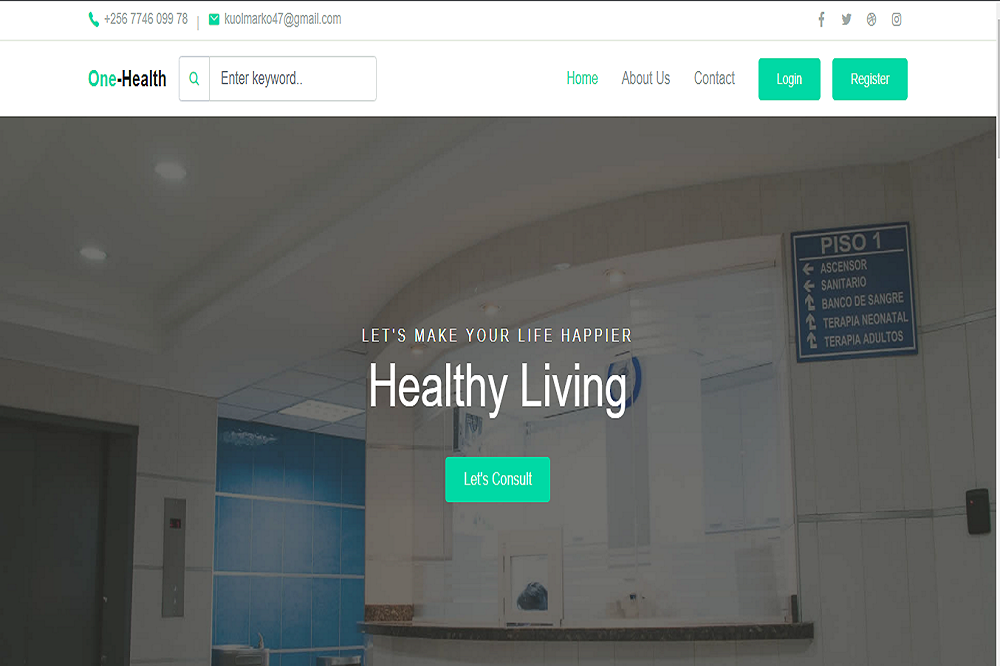 +256 7746 099 78 | kuolmarko47@gmail.com
One-Health
Enter keyword..
Home About Us Contact Login Register
PISO 1
ASCENSOR
SANITARIO
BANCO DE SANGRE
TERAPIA NEONATAL
TERAPIA ADULTOS
LET'S MAKE YOUR LIFE HAPPIER
Healthy Living
Let's Consult